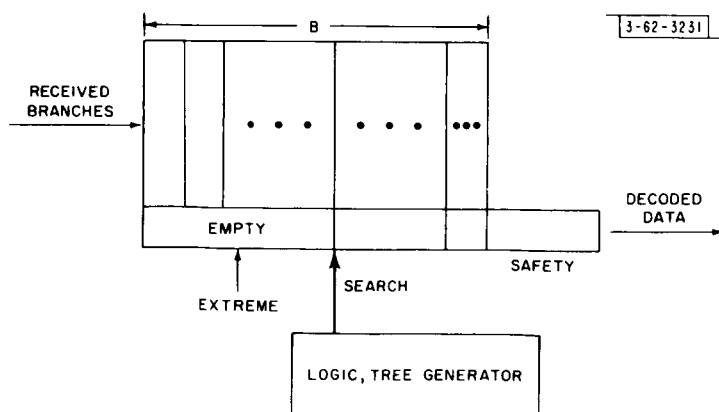 B
3-62-3231
RECEIVED
BRANCHES
DECODED
DATA
EMPTY
SAFETY
SEARCH
EXTREME
LOGIC, TREE GENERATOR